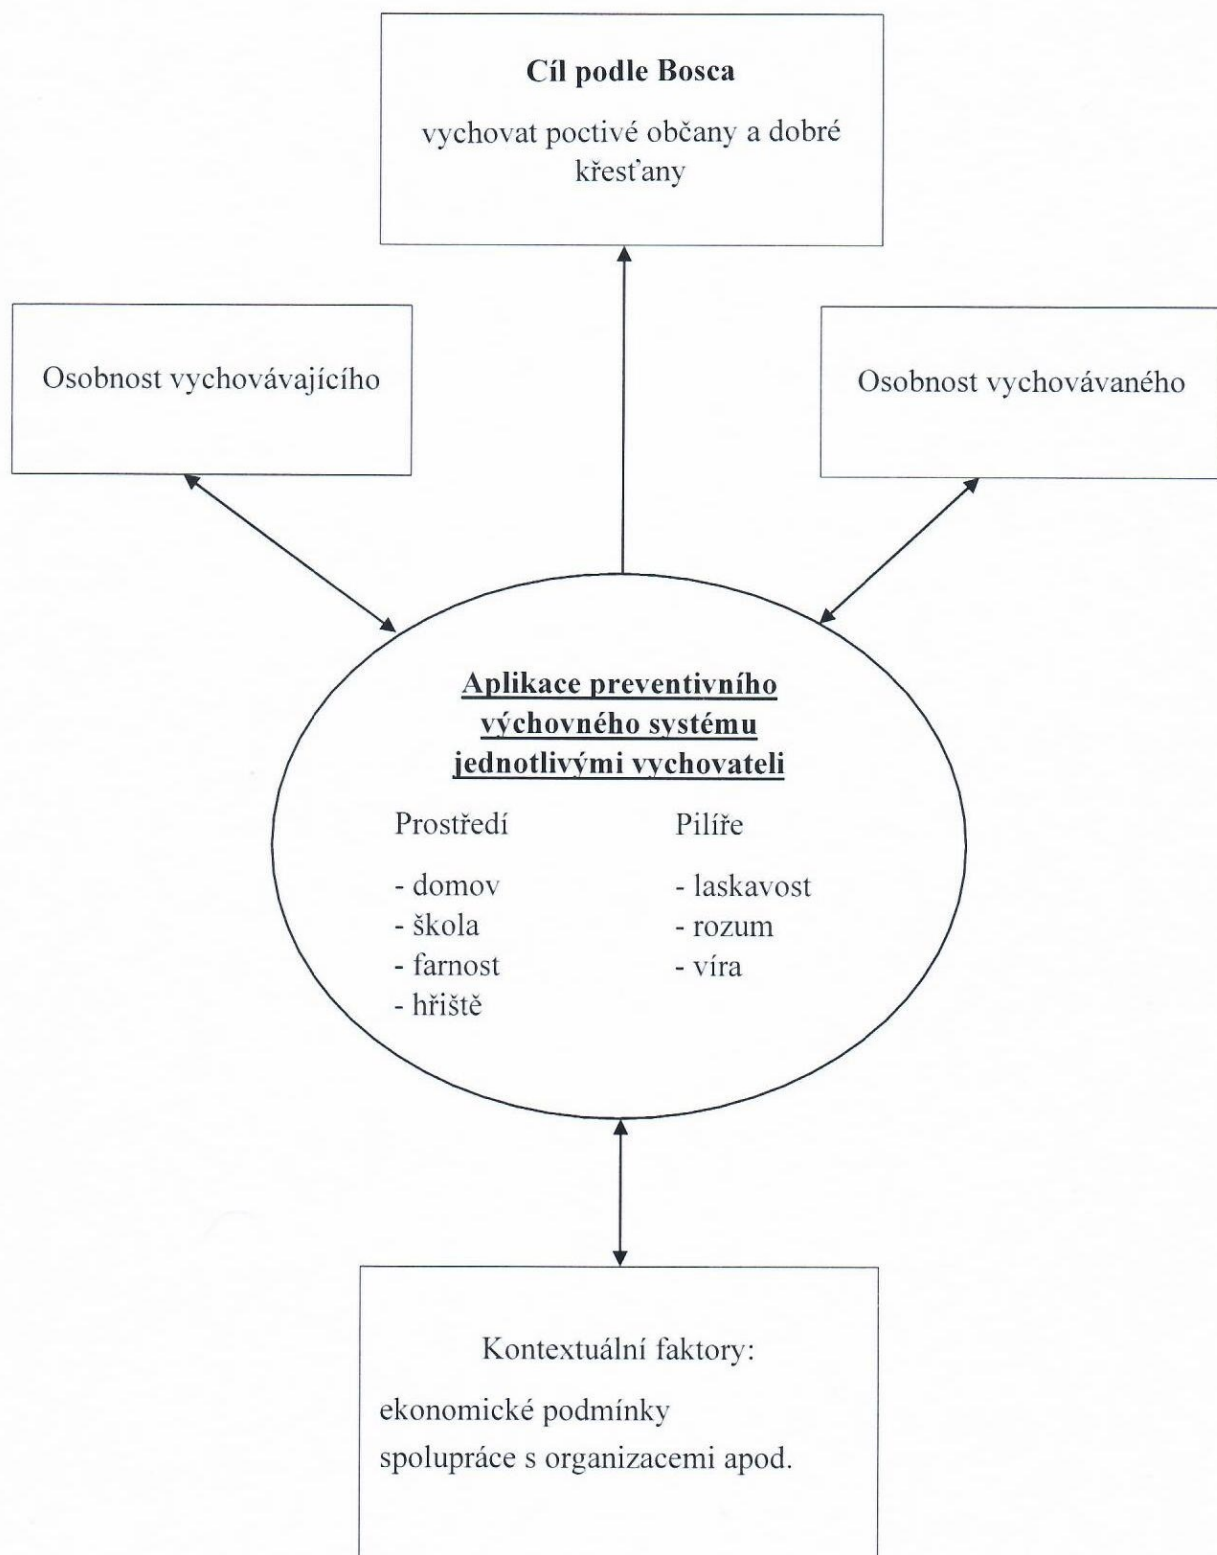 Cíl podle Bosca
vychovat poctivé občany a dobré
křesťany
Osobnost vychovávajícího
Osobnost vychovávaného
Aplikace preventivního
výchovného systému
jednotlivými vychovateli
Prostředí
- domov
- škola
- farnost
- hřiště
Pilíře
- laskavost
- rozum
- víra
Kontextuální faktory:
ekonomické podmínky
spolupráce s organizacemi apod.